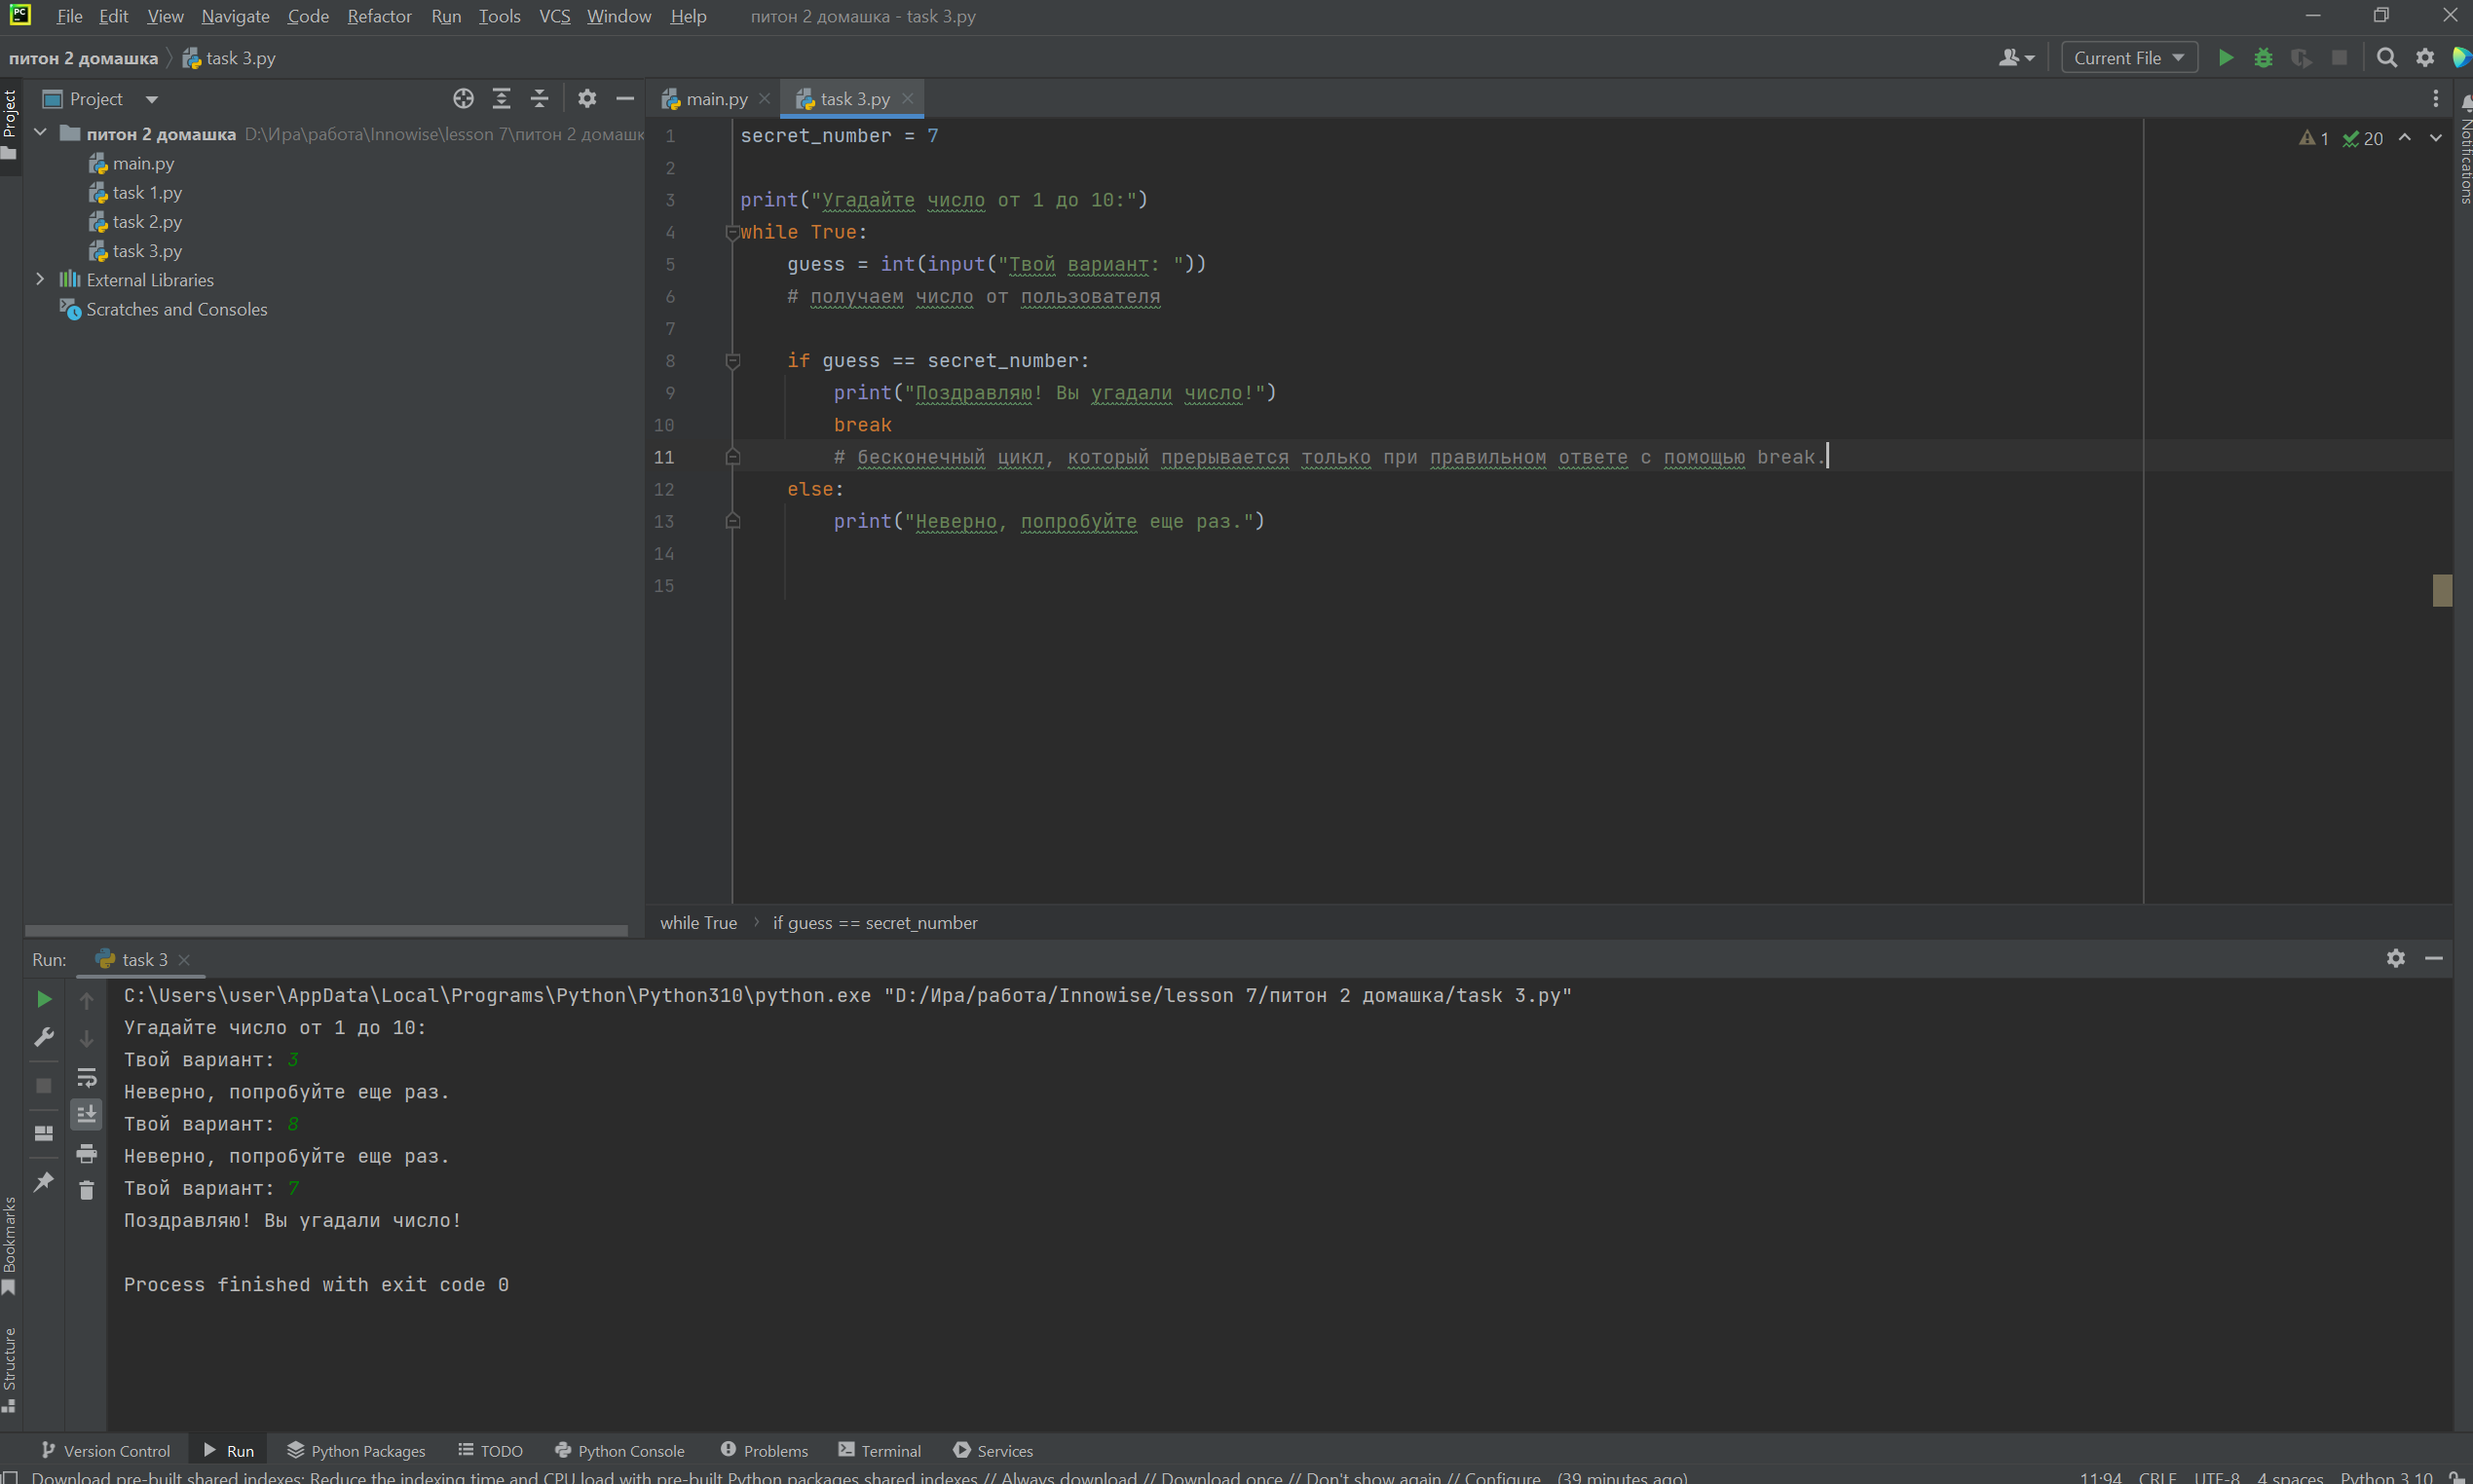 File Edit View Navigate Code Refactor Run Tools VCS Window Help питон 2 домашка - task 3.py
питон 2 домашка task 3.py Current File
Project
main.py task 3.py
питон 2 домашка D:\Ира\работа\Innowise\lesson 7\питон 2 домашк
main.py
task 1.py
task 2.py
task 3.py
External Libraries
Scratches and Consoles
Project
Bookmarks
Structure
Notifications
1 20
1 secret_number = 7
2
3 print("Угадайте число от 1 до 10:")
4 while True:
5 guess = int(input("Твой вариант: "))
6 # получаем число от пользователя
7
8 if guess == secret_number:
9 print("Поздравляю! Вы угадали число!")
10 break
11 # бесконечный цикл, который прерывается только при правильном ответе с помощью break.
12 else:
13 print("Неверно, попробуйте еще раз.")
14
15
while True if guess == secret_number
Run: task 3
C:\Users\user\AppData\Local\Programs\Python\Python310\python.exe "D:/Ира/работа/Innowise/lesson 7/питон 2 домашка/task 3.py"
Угадайте число от 1 до 10:
Твой вариант: 3
Неверно, попробуйте еще раз.
Твой вариант: 8
Неверно, попробуйте еще раз.
Твой вариант: 7
Поздравляю! Вы угадали число!
Process finished with exit code 0
Version Control Run Python Packages TODO Python Console Problems Terminal Services
Download pre-built shared indexes: Reduce the indexing time and CPU load with pre-built Python packages shared indexes // Always download // Download once // Don't show again // Configure... (39 minutes ago) 11:94 CRLF UTF-8 4 spaces Python 3.10